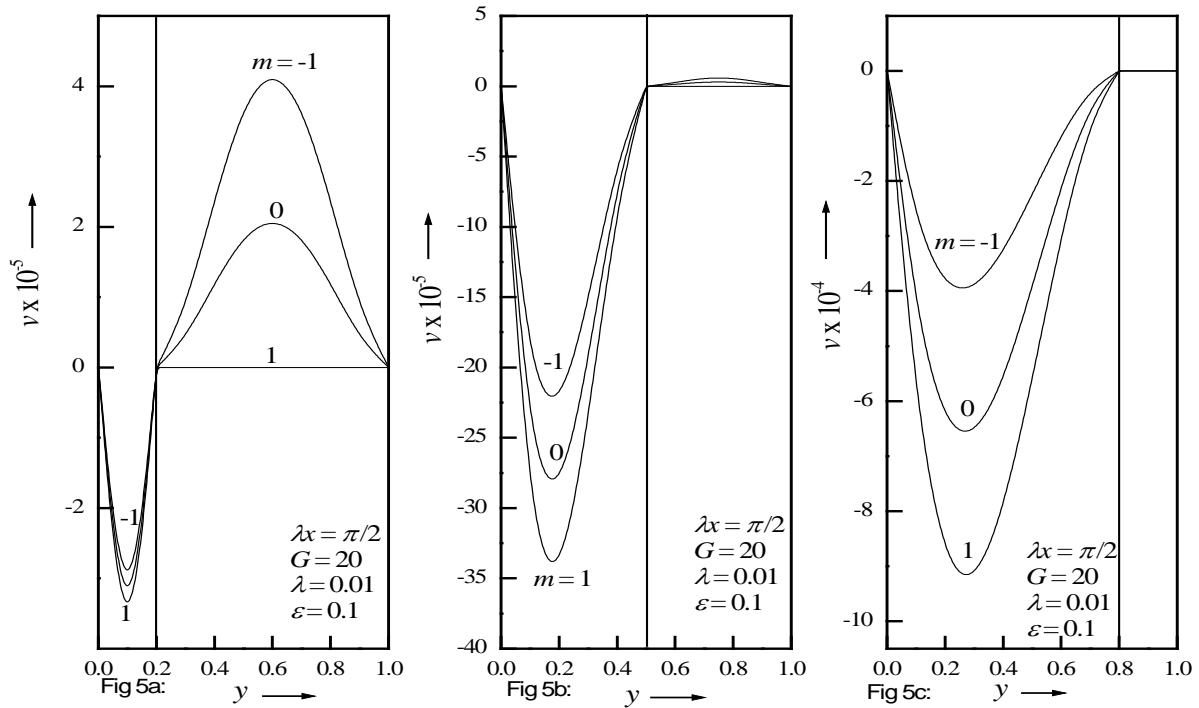 4
2
0
-2
v x 10^-5
m = -1
0
1
-1
1
λx = π/2
G = 20
λ = 0.01
ε = 0.1
0.0 0.2 0.4 0.6 0.8 1.0
Fig 5a: y
5
0
-5
-10
-15
-20
-25
-30
-35
-40
v x 10^-5
-1
0
m = 1
λx = π/2
G = 20
λ = 0.01
ε = 0.1
0.0 0.2 0.4 0.6 0.8 1.0
Fig 5b: y
0
-2
-4
-6
-8
-10
v x 10^-4
m = -1
0
1
λx = π/2
G = 20
λ = 0.01
ε = 0.1
0.0 0.2 0.4 0.6 0.8 1.0
Fig 5c: y